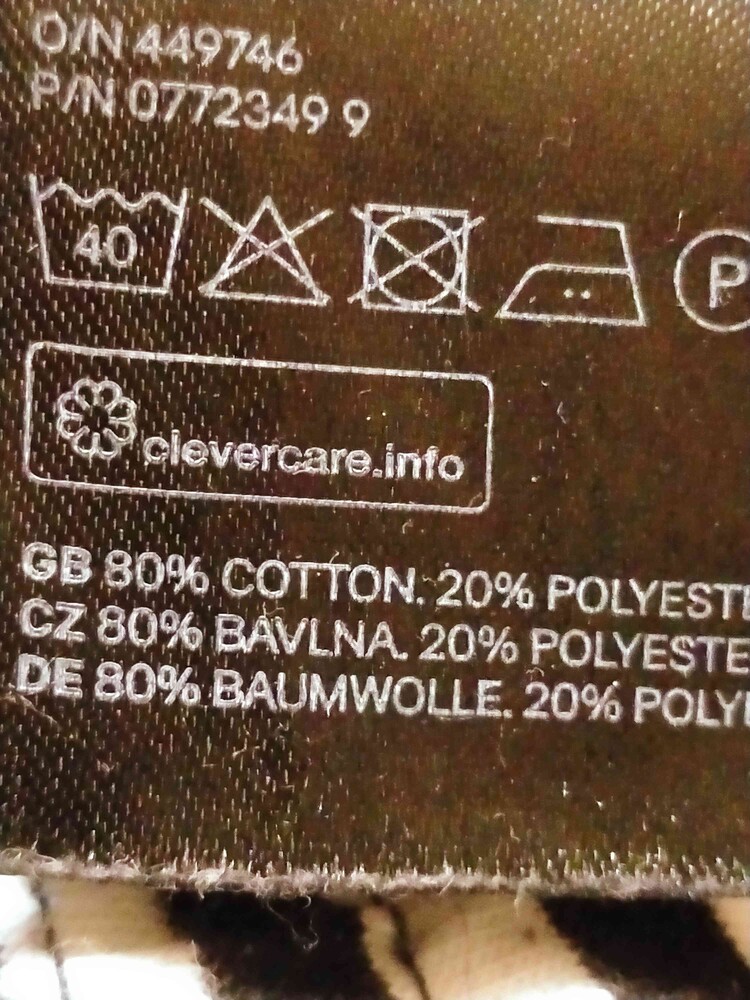 O/N 449746
P/N 0772349 9
40
P
clevercare.info
GB 80% COTTON. 20% POLYESTE
CZ 80% BAVLNA. 20% POLYESTE
DE 80% BAUMWOLLE. 20% POLY